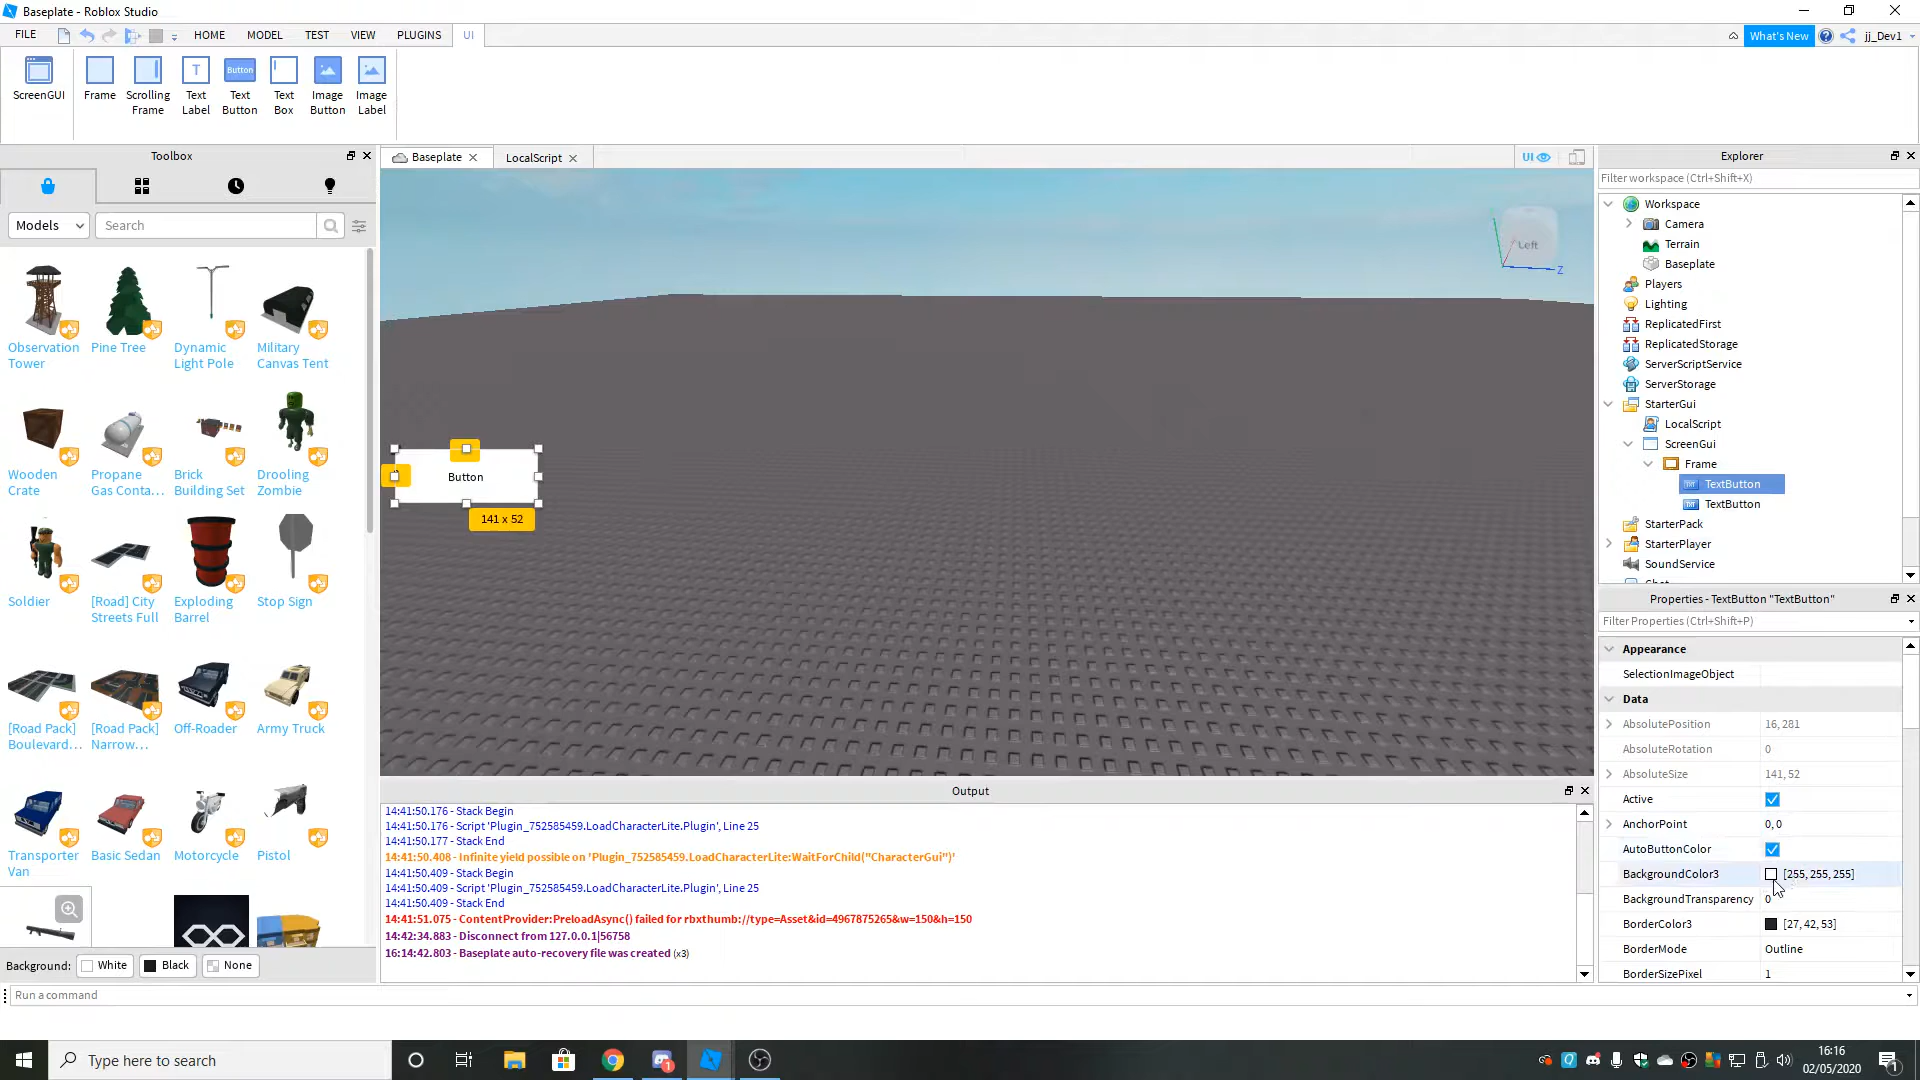 Baseplate - Roblox Studio
FILE
HOME
MODEL
TEST
VIEW
PLUGINS
UI
What's New
jj_Dev1
ScreenGUI
Frame
Scrolling
Frame
Text
Label
Button
Text
Button
Text
Box
Image
Button
Image
Label
Toolbox
Models
Search
Observation
Tower
Pine Tree
Dynamic
Light Pole
Military
Canvas Tent
Wooden
Crate
Propane
Gas Conta...
Brick
Building Set
Drooling
Zombie
Soldier
[Road] City
Streets Full
Exploding
Barrel
Stop Sign
[Road Pack]
Boulevard...
[Road Pack]
Narrow...
Off-Roader
Army Truck
Transporter
Van
Basic Sedan
Motorcycle
Pistol
Background:
White
Black
None
Baseplate
LocalScript
UI
Left
Z
Button
141 x 52
Output
14:41:50.176 - Stack Begin
14:41:50.176 - Script 'Plugin_752585459.LoadCharacterLite.Plugin', Line 25
14:41:50.177 - Stack End
14:41:50.408 - Infinite yield possible on 'Plugin_752585459.LoadCharacterLite:WaitForChild("CharacterGui")'
14:41:50.409 - Stack Begin
14:41:50.409 - Script 'Plugin_752585459.LoadCharacterLite.Plugin', Line 25
14:41:50.409 - Stack End
14:41:51.075 - ContentProvider:PreloadAsync() failed for rbxthumb://type=Asset&id=4967875265&w=150&h=150
14:42:34.883 - Disconnect from 127.0.0.1|56758
16:14:42.803 - Baseplate auto-recovery file was created (x3)
Explorer
Filter workspace (Ctrl+Shift+X)
Workspace
Camera
Terrain
Baseplate
Players
Lighting
ReplicatedFirst
ReplicatedStorage
ServerScriptService
ServerStorage
StarterGui
LocalScript
ScreenGui
Frame
TextButton
TextButton
StarterPack
StarterPlayer
SoundService
Properties - TextButton "TextButton"
Filter Properties (Ctrl+Shift+P)
Appearance
SelectionImageObject
Data
AbsolutePosition 16, 281
AbsoluteRotation 0
AbsoluteSize 141, 52
Active
AnchorPoint 0, 0
AutoButtonColor
BackgroundColor3 [255, 255, 255]
BackgroundTransparency 0
BorderColor3 [27, 42, 53]
BorderMode Outline
BorderSizePixel 1
Run a command
Type here to search
16:16
02/05/2020